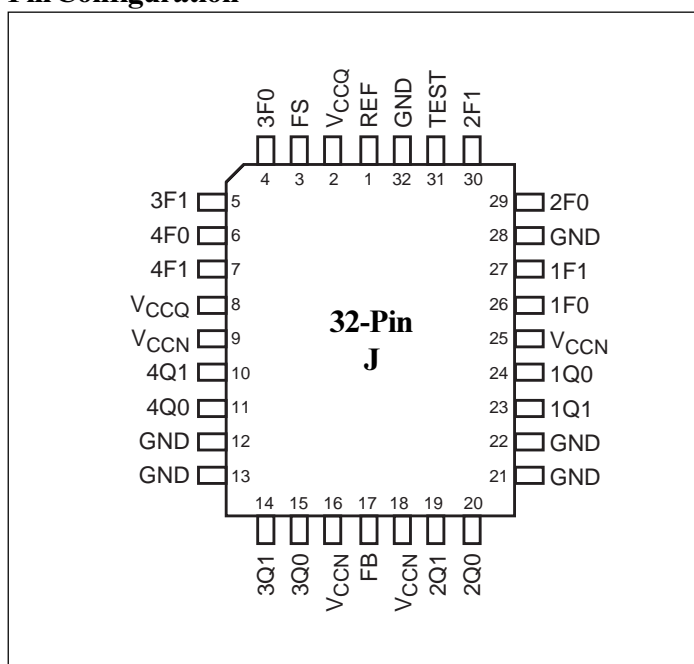 Pin Configuration
3F0 FS VCCQ REF GND TEST 2F1
4 3 2 1 32 31 30
3F1 5 29 2F0
4F0 6 28 GND
4F1 7 27 1F1
VCCQ 8 26 1F0
VCCN 9 25 VCCN
4Q1 10 24 1Q0
4Q0 11 23 1Q1
GND 12 22 GND
GND 13 21 GND
32-Pin
J
14 15 16 17 18 19 20
3Q1 3Q0 VCCN FB VCCN 2Q1 2Q0